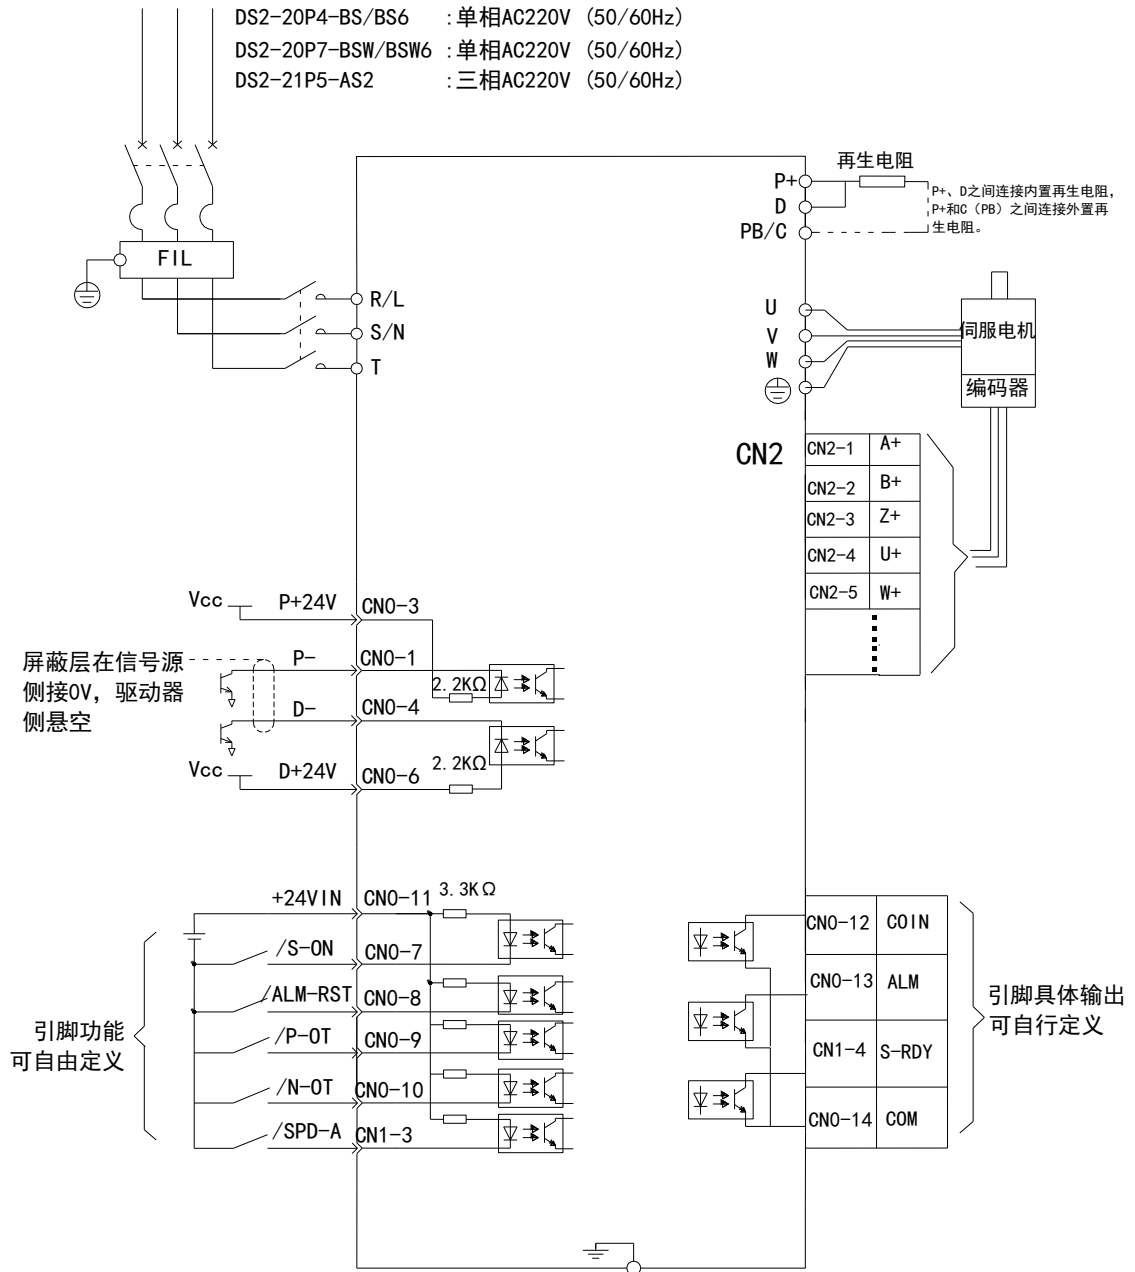 DS2-20P4-BS/BS6 :单相AC220V (50/60Hz)
DS2-20P7-BSW/BSW6 :单相AC220V (50/60Hz)
DS2-21P5-AS2 :三相AC220V (50/60Hz)
再生电阻
P+
D
PB/C
P+、D之间连接内置再生电阻，
P+和C（PB）之间连接外置再
生电阻。
FIL
R/L
S/N
T
U
V
W
伺服电机
编码器
CN2
CN2-1 A+
CN2-2 B+
CN2-3 Z+
CN2-4 U+
CN2-5 W+
Vcc P+24V CN0-3
屏蔽层在信号源
侧接0V，驱动器
侧悬空
P- CN0-1
2.2KΩ
D- CN0-4
Vcc D+24V CN0-6
2.2KΩ
+24VIN CN0-11 3.3KΩ
/S-ON CN0-7
/ALM-RST CN0-8
/P-OT CN0-9
/N-OT CN0-10
/SPD-A CN1-3
引脚功能
可自由定义
CN0-12 COIN
CN0-13 ALM
CN1-4 S-RDY
CN0-14 COM
引脚具体输出
可自行定义